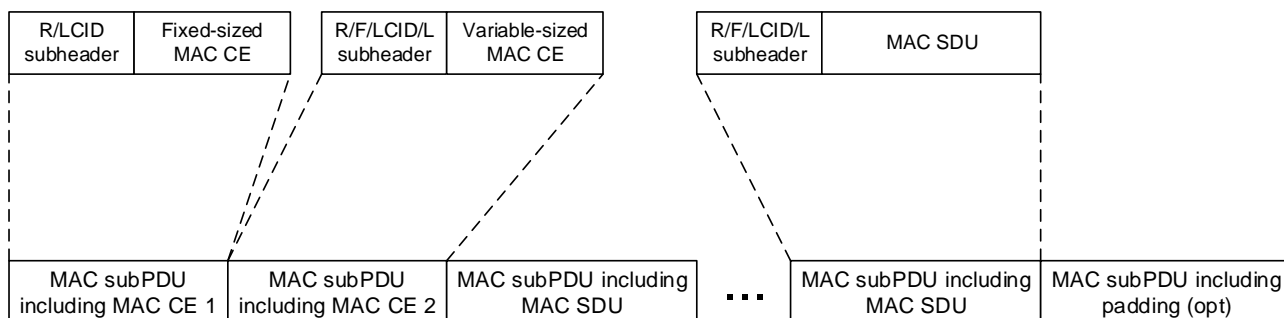 R/LCID
subheader
Fixed-sized
MAC CE
R/F/LCID/L
subheader
Variable-sized
MAC CE
R/F/LCID/L
subheader
MAC SDU
MAC subPDU
including MAC CE 1
MAC subPDU
including MAC CE 2
MAC subPDU including
MAC SDU
...
MAC subPDU including
MAC SDU
MAC subPDU including
padding (opt)